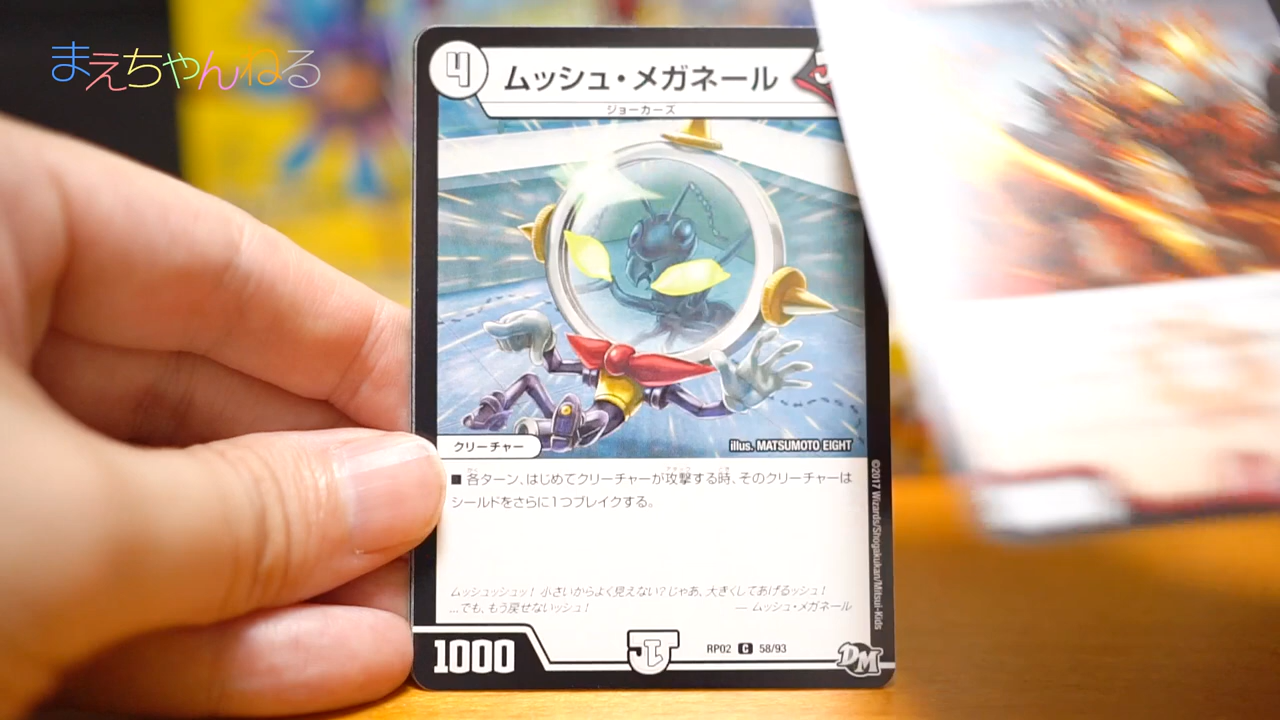 まえちゃんねる
4
ムッシュ・メガネール
ジョーカーズ
クリーチャー
illus. MATSUMOTO EIGHT
■ 各ターン、はじめてクリーチャーが攻撃する時、そのクリーチャーは
シールドをさらに1つブレイクする。
ムッシュッシュッ!小さいからよく見えない?じゃあ、大きくしてあげるッシュ!
…でも、もう戻せないッシュ!
— ムッシュ・メガネール
1000
RP02 C 58/93
DM
©2017 Wizards/Shogakukan/Mitsui-Kids